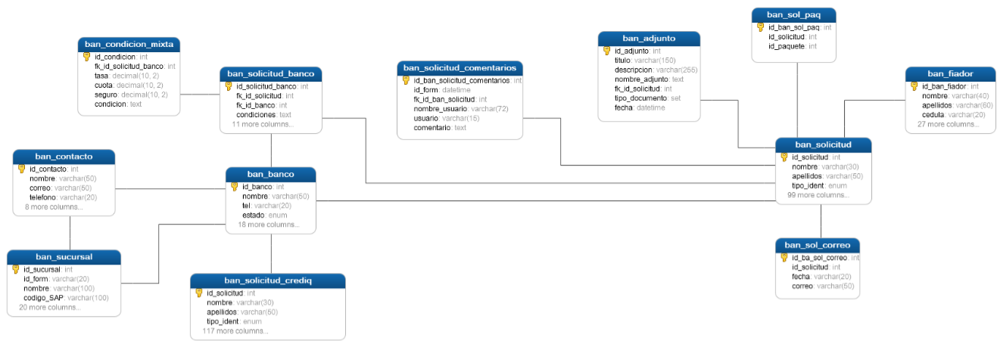 ban_condicion_mixta
id_condicion: int
fk_id_solicitud_banco: int
tasa: decimal(10, 2)
cuota: decimal(10, 2)
seguro: decimal(10, 2)
condicion: text
ban_solicitud_banco
id_solicitud_banco: int
fk_id_solicitud: int
fk_id_banco: int
condiciones: text
11 more columns...
ban_solicitud_comentarios
id_ban_solicitud_comentarios: int
id_form: datetime
fk_id_ban_solicitud: int
nombre_usuario: varchar(72)
usuario: varchar(15)
comentario: text
ban_adjunto
id_adjunto: int
titulo: varchar(150)
descripcion: varchar(255)
nombre_adjunto: text
fk_id_solicitud: int
tipo_documento: set
fecha: datetime
ban_sol_paq
id_ban_sol_paq: int
id_solicitud: int
id_paquete: int
ban_fiador
id_ban_fiador: int
nombre: varchar(40)
apellidos: varchar(60)
cedula: varchar(20)
27 more columns...
ban_contacto
id_contacto: int
nombre: varchar(50)
correo: varchar(50)
telefono: varchar(20)
8 more columns...
ban_banco
id_banco: int
nombre: varchar(50)
tel: varchar(20)
estado: enum
18 more columns...
ban_solicitud
id_solicitud: int
nombre: varchar(30)
apellidos: varchar(50)
tipo_ident: enum
99 more columns...
ban_sucursal
id_sucursal: int
id_form: varchar(20)
nombre: varchar(100)
codigo_SAP: varchar(100)
20 more columns...
ban_solicitud_crediq
id_solicitud: int
nombre: varchar(30)
apellidos: varchar(50)
tipo_ident: enum
117 more columns...
ban_sol_correo
id_ba_sol_correo: int
id_solicitud: int
fecha: varchar(20)
correo: varchar(50)